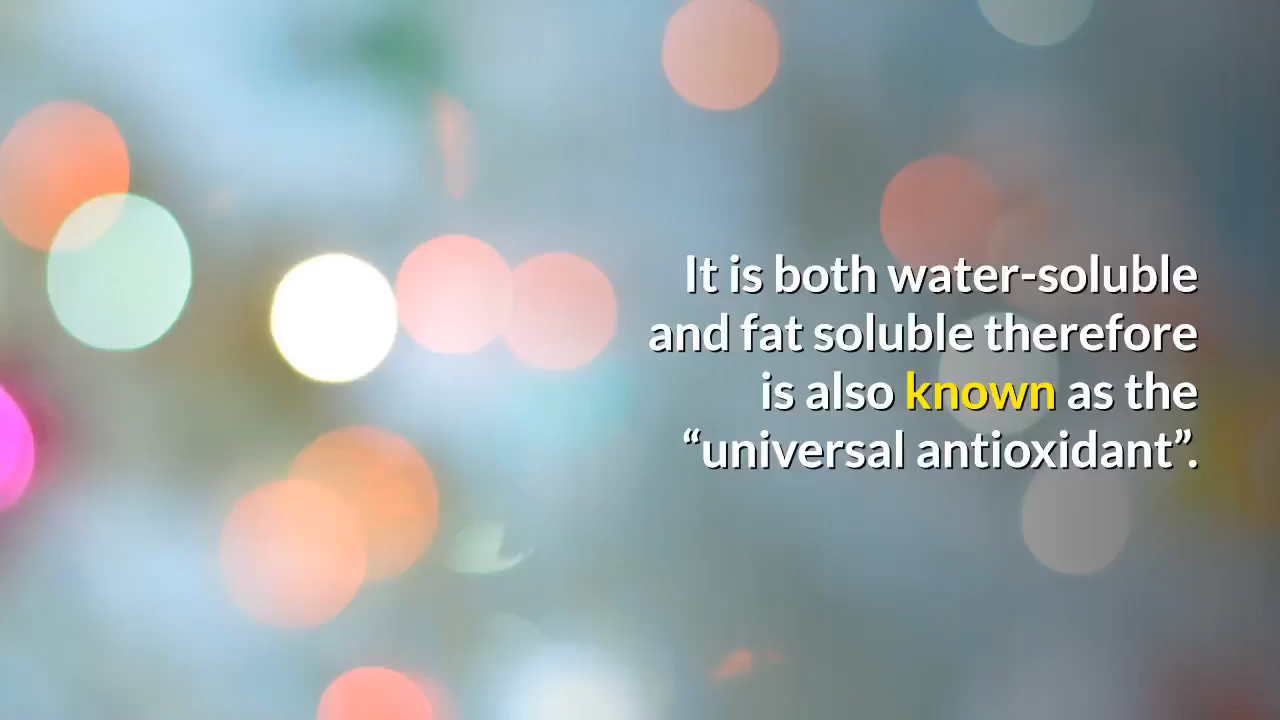 It is both water-soluble
and fat soluble therefore
is also known as the
“universal antioxidant”.